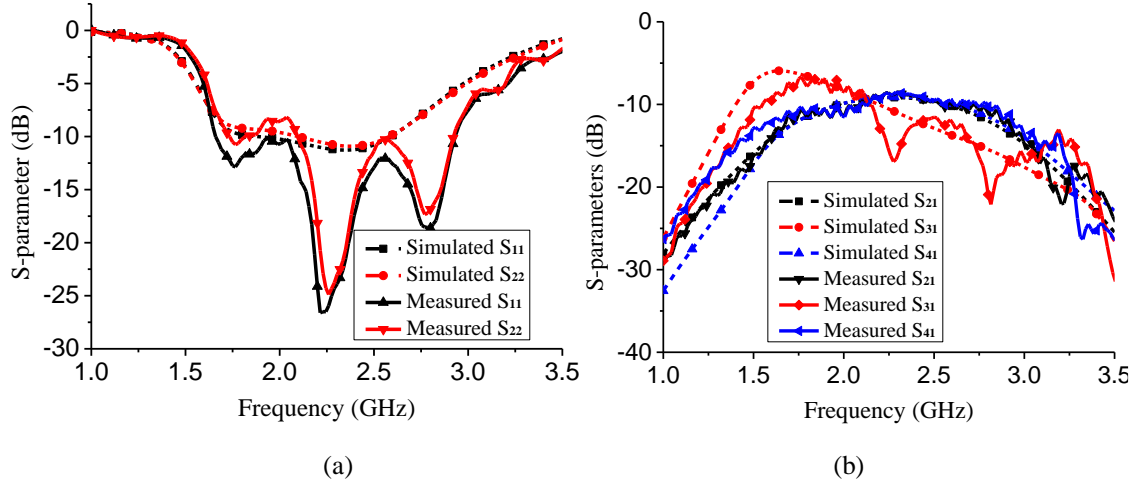 0
-5
-10
-15
-20
-25
-30
S-parameter (dB)
Simulated S11
Simulated S22
Measured S11
Measured S22
1.0 1.5 2.0 2.5 3.0 3.5
Frequency (GHz)
(a)
0
-10
-20
-30
-40
S-parameters (dB)
Simulated S21
Simulated S31
Simulated S41
Measured S21
Measured S31
Measured S41
1.0 1.5 2.0 2.5 3.0 3.5
Frequency (GHz)
(b)